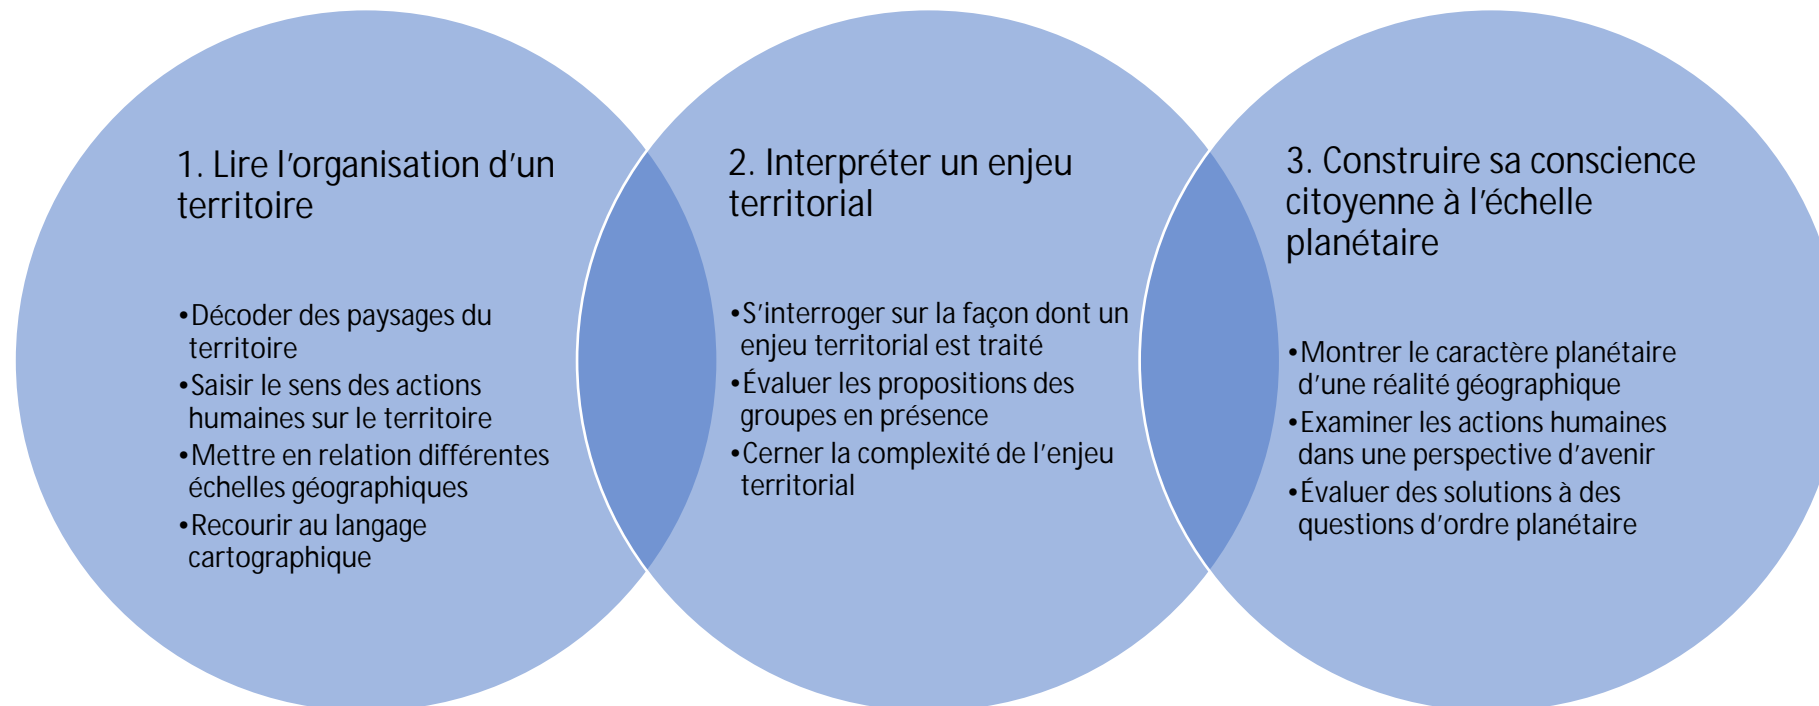 1. Lire l’organisation d’un
territoire
•Décoder des paysages du
territoire
•Saisir le sens des actions
humaines sur le territoire
•Mettre en relation différentes
échelles géographiques
•Recourir au langage
cartographique
2. Interpréter un enjeu
territorial
•S’interroger sur la façon dont un
enjeu territorial est traité
•Évaluer les propositions des
groupes en présence
•Cerner la complexité de l’enjeu
territorial
3. Construire sa conscience
citoyenne à l’échelle
planétaire
•Montrer le caractère planétaire
d’une réalité géographique
•Examiner les actions humaines
dans une perspective d’avenir
•Évaluer des solutions à des
questions d’ordre planétaire